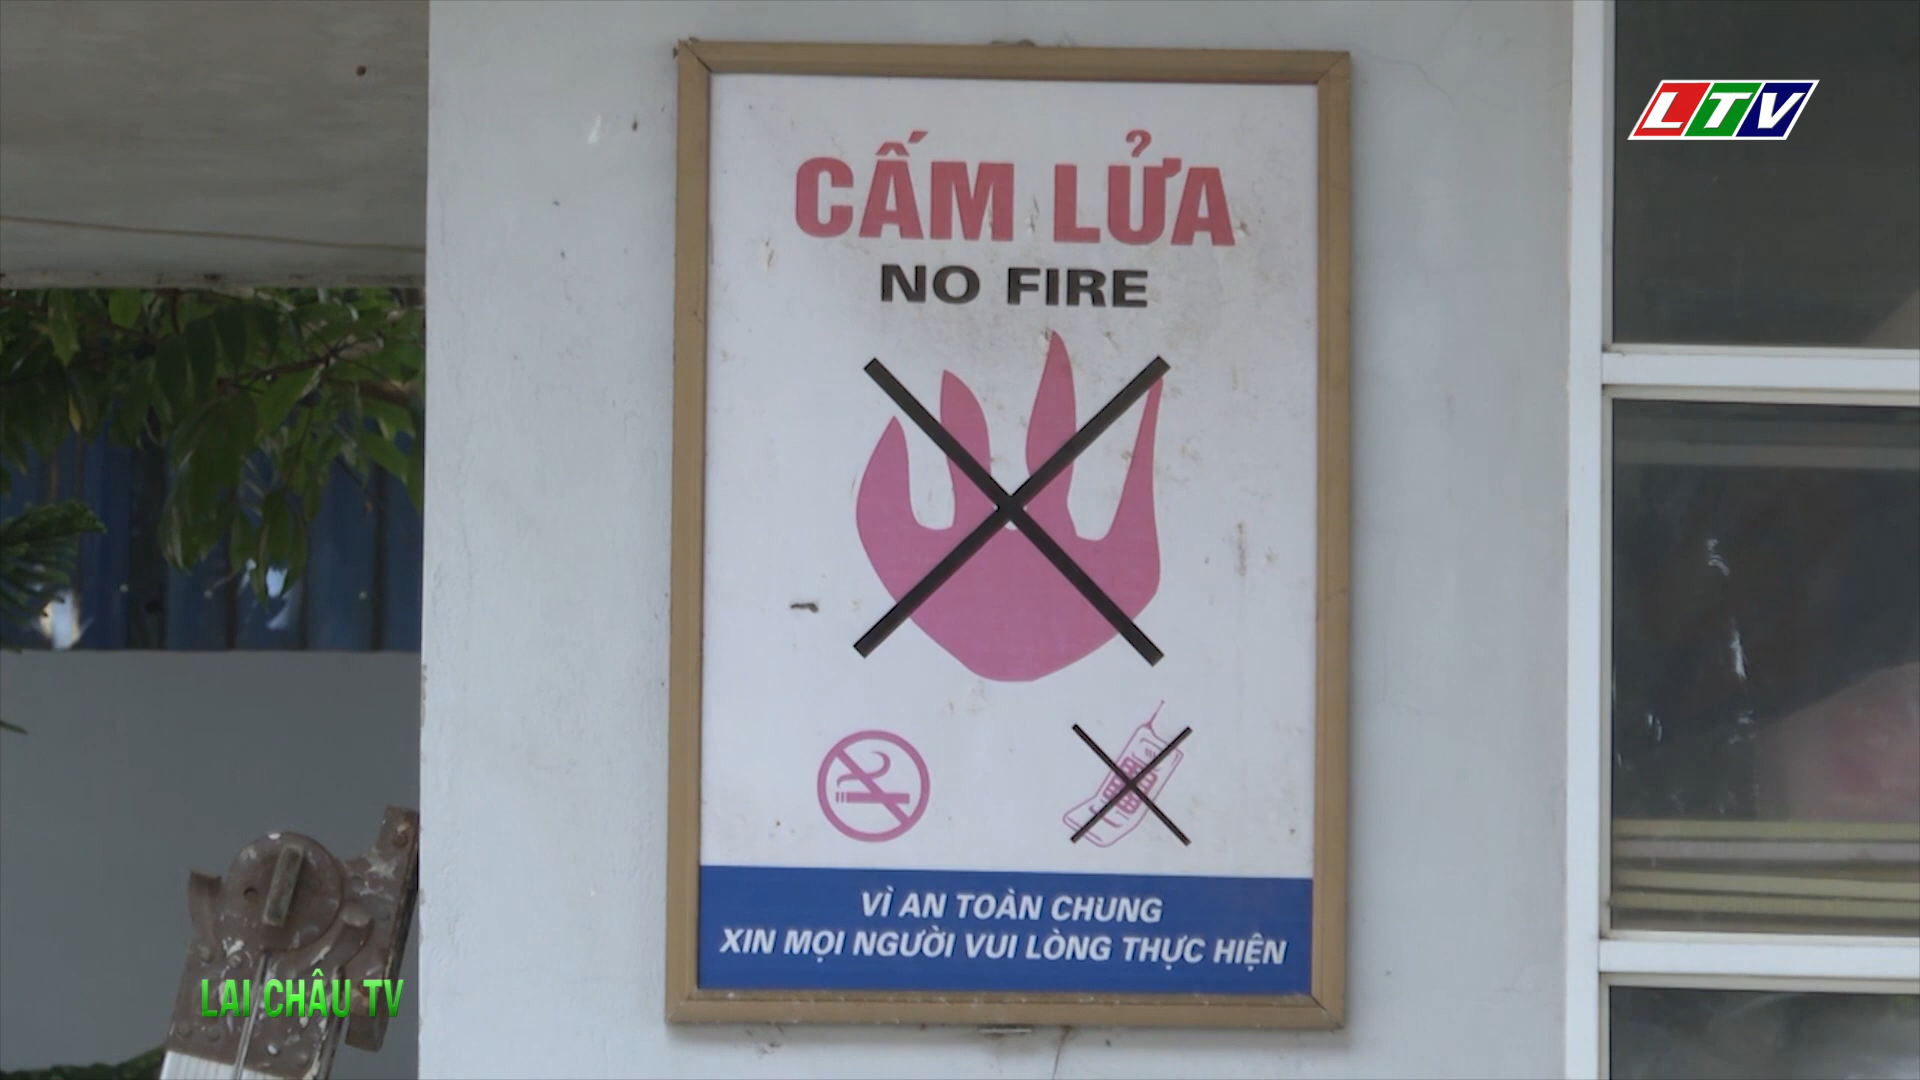 LTV
CẤM LỬA
NO FIRE
VÌ AN TOÀN CHUNG
XIN MỌI NGƯỜI VUI LÒNG THỰC HIỆN
LAI CHÂU TV